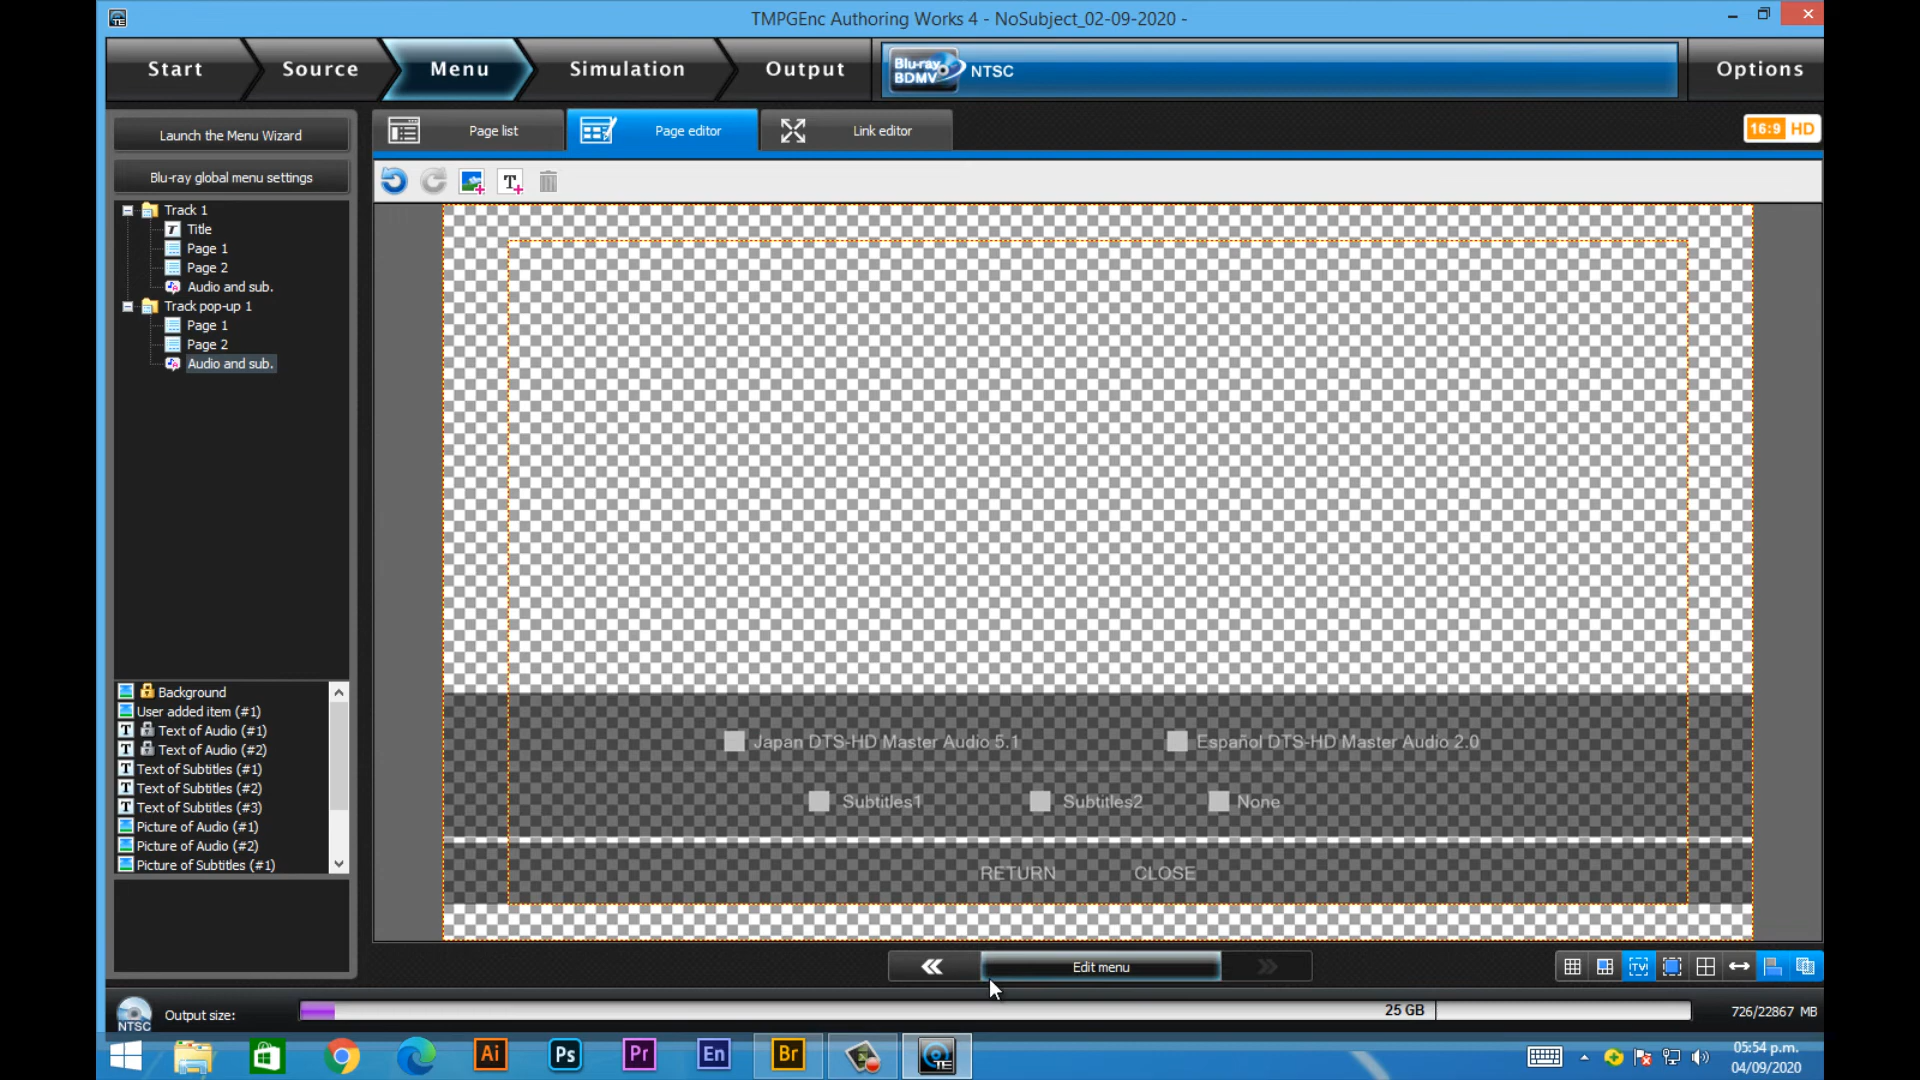 TMPGEnc Authoring Works 4 - NoSubject_02-09-2020 -
Start
Source
Menu
Simulation
Output
Blu-ray BDMV
NTSC
Options
Launch the Menu Wizard
Page list
Page editor
Link editor
16:9 HD
Blu-ray global menu settings
Track 1
Title
Page 1
Page 2
Audio and sub.
Track pop-up 1
Page 1
Page 2
Audio and sub.
Background
User added item (#1)
Text of Audio (#1)
Text of Audio (#2)
Text of Subtitles (#1)
Text of Subtitles (#2)
Text of Subtitles (#3)
Picture of Audio (#1)
Picture of Audio (#2)
Picture of Subtitles (#1)
Japan DTS-HD Master Audio 5.1
Español DTS-HD Master Audio 2.0
Subtitles1
Subtitles2
None
RETURN
CLOSE
Edit menu
NTSC
Output size:
25 GB
726/22867 MB
Ai
Ps
Pr
En
Br
TE
05:54 p.m.
04/09/2020